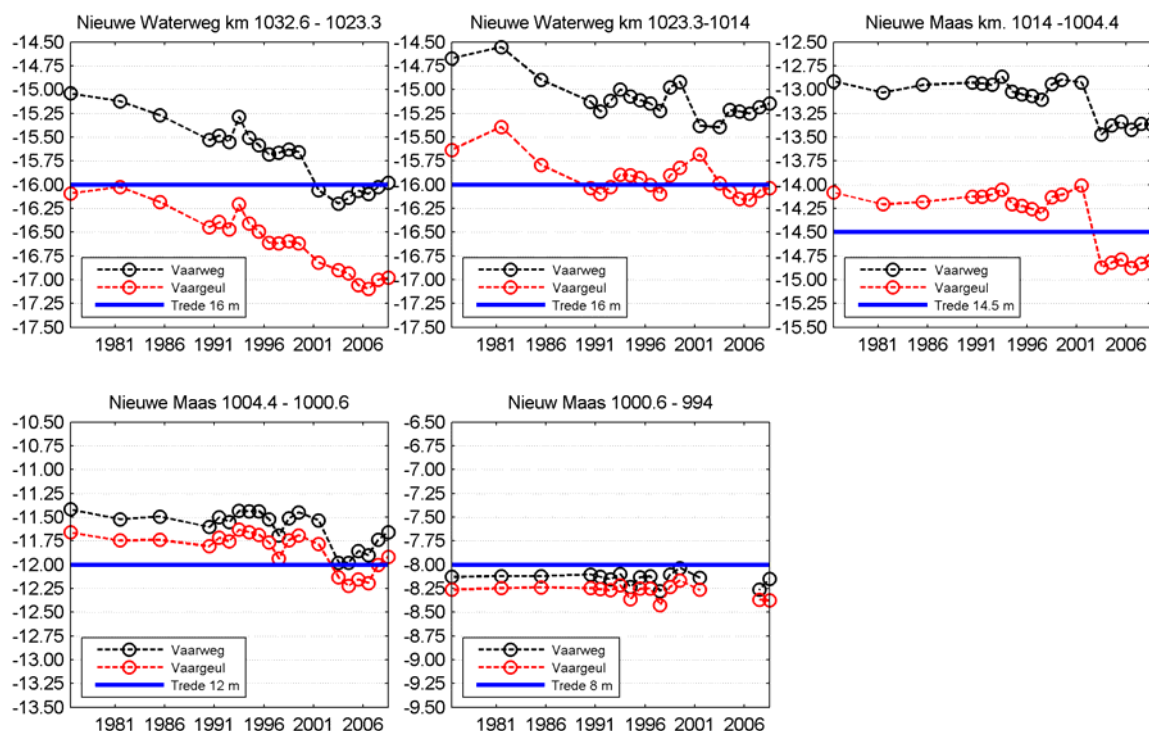 Nieuwe Waterweg km 1032.6 - 1023.3
-14.50
-14.75
-15.00
-15.25
-15.50
-15.75
-16.00
-16.25
-16.50
-16.75
-17.00
-17.25
-17.50
Vaarweg
Vaargeul
Trede 16 m
1981 1986 1991 1996 2001 2006
Nieuwe Waterweg km 1023.3-1014
-14.50
-14.75
-15.00
-15.25
-15.50
-15.75
-16.00
-16.25
-16.50
-16.75
-17.00
-17.25
-17.50
Vaarweg
Vaargeul
Trede 16 m
1981 1986 1991 1996 2001 2006
Nieuwe Maas km. 1014 -1004.4
-12.50
-12.75
-13.00
-13.25
-13.50
-13.75
-14.00
-14.25
-14.50
-14.75
-15.00
-15.25
-15.50
Vaarweg
Vaargeul
Trede 14.5 m
1981 1986 1991 1996 2001 2006
Nieuwe Maas 1004.4 - 1000.6
-10.50
-10.75
-11.00
-11.25
-11.50
-11.75
-12.00
-12.25
-12.50
-12.75
-13.00
-13.25
-13.50
Vaarweg
Vaargeul
Trede 12 m
1981 1986 1991 1996 2001 2006
Nieuw Maas 1000.6 - 994
-6.50
-6.75
-7.00
-7.25
-7.50
-7.75
-8.00
-8.25
-8.50
-8.75
-9.00
-9.25
-9.50
Vaarweg
Vaargeul
Trede 8 m
1981 1986 1991 1996 2001 2006